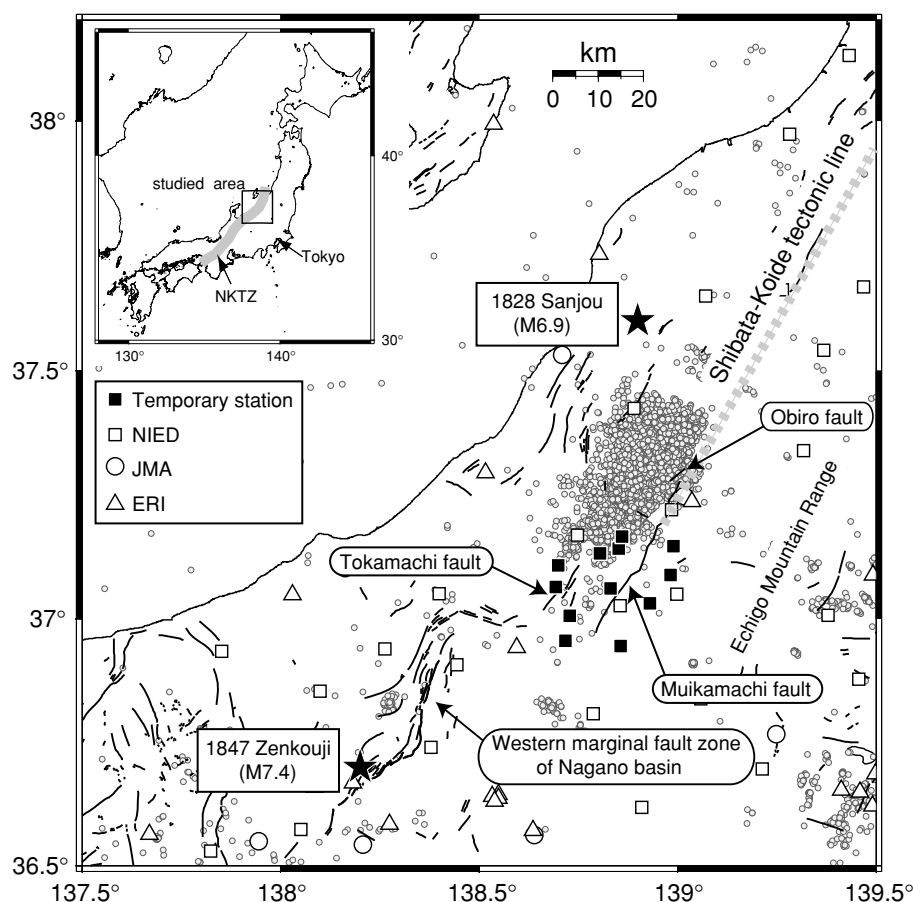 km
0 10 20
38°
37.5°
37°
36.5°
137.5°
138°
138.5°
139°
139.5°
studied area
Tokyo
NKTZ
130°
140°
40°
30°
Temporary station
NIED
JMA
ERI
1828 Sanjou
(M6.9)
Shibata-Koide tectonic line
Obiro fault
Echigo Mountain Range
Tokamachi fault
Muikamachi fault
1847 Zenkouji
(M7.4)
Western marginal fault zone
of Nagano basin